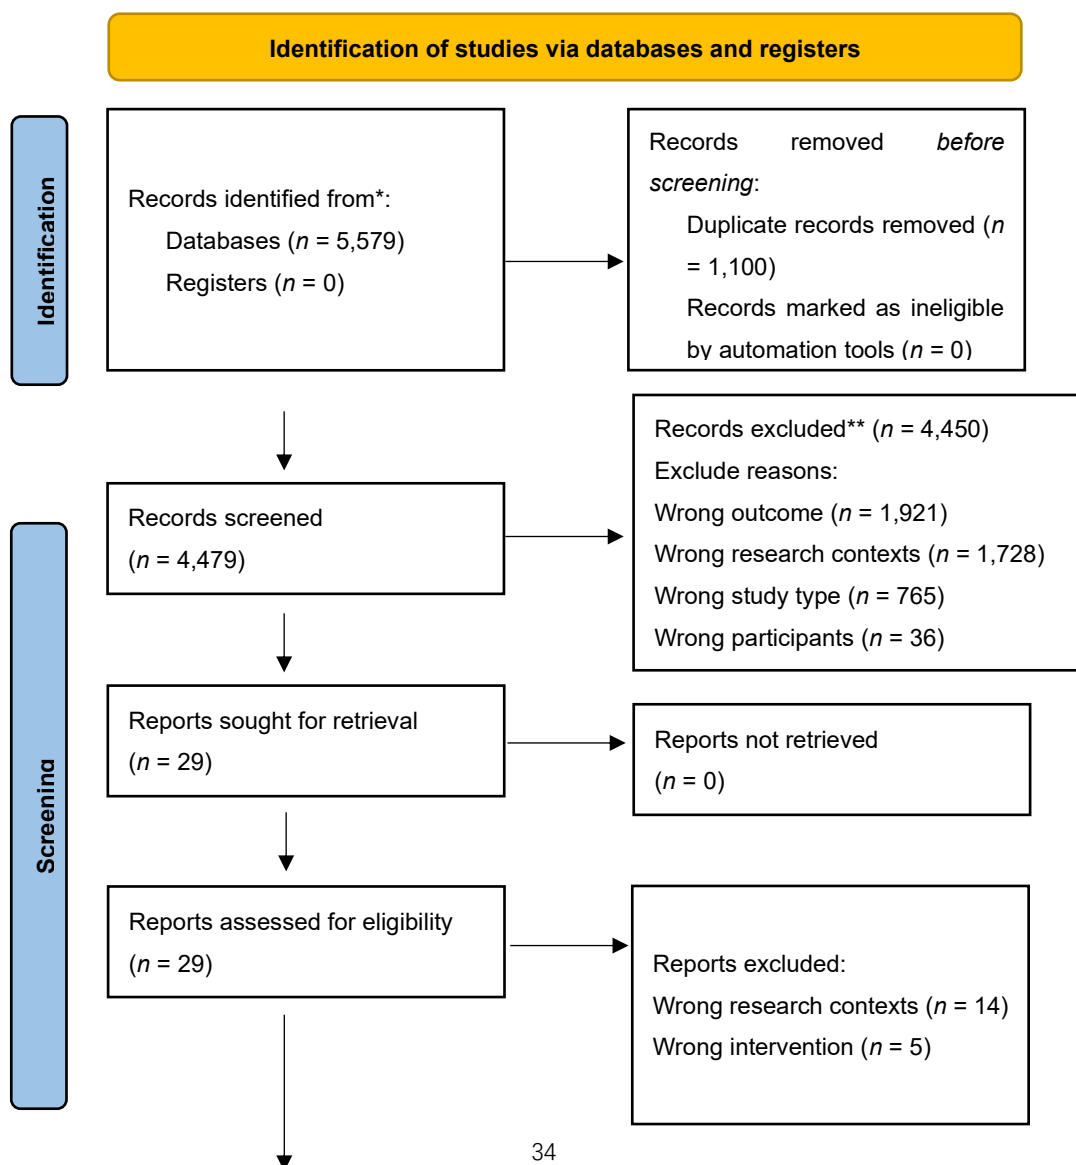 Identification of studies via databases and registers
Identification
Records identified from*:
Databases (n = 5,579)
Registers (n = 0)
Records removed before
screening:
Duplicate records removed (n
= 1,100)
Records marked as ineligible
by automation tools (n = 0)
Screening
Records screened
(n = 4,479)
Records excluded** (n = 4,450)
Exclude reasons:
Wrong outcome (n = 1,921)
Wrong research contexts (n = 1,728)
Wrong study type (n = 765)
Wrong participants (n = 36)
Reports sought for retrieval
(n = 29)
Reports not retrieved
(n = 0)
Reports assessed for eligibility
(n = 29)
Reports excluded:
Wrong research contexts (n = 14)
Wrong intervention (n = 5)
34